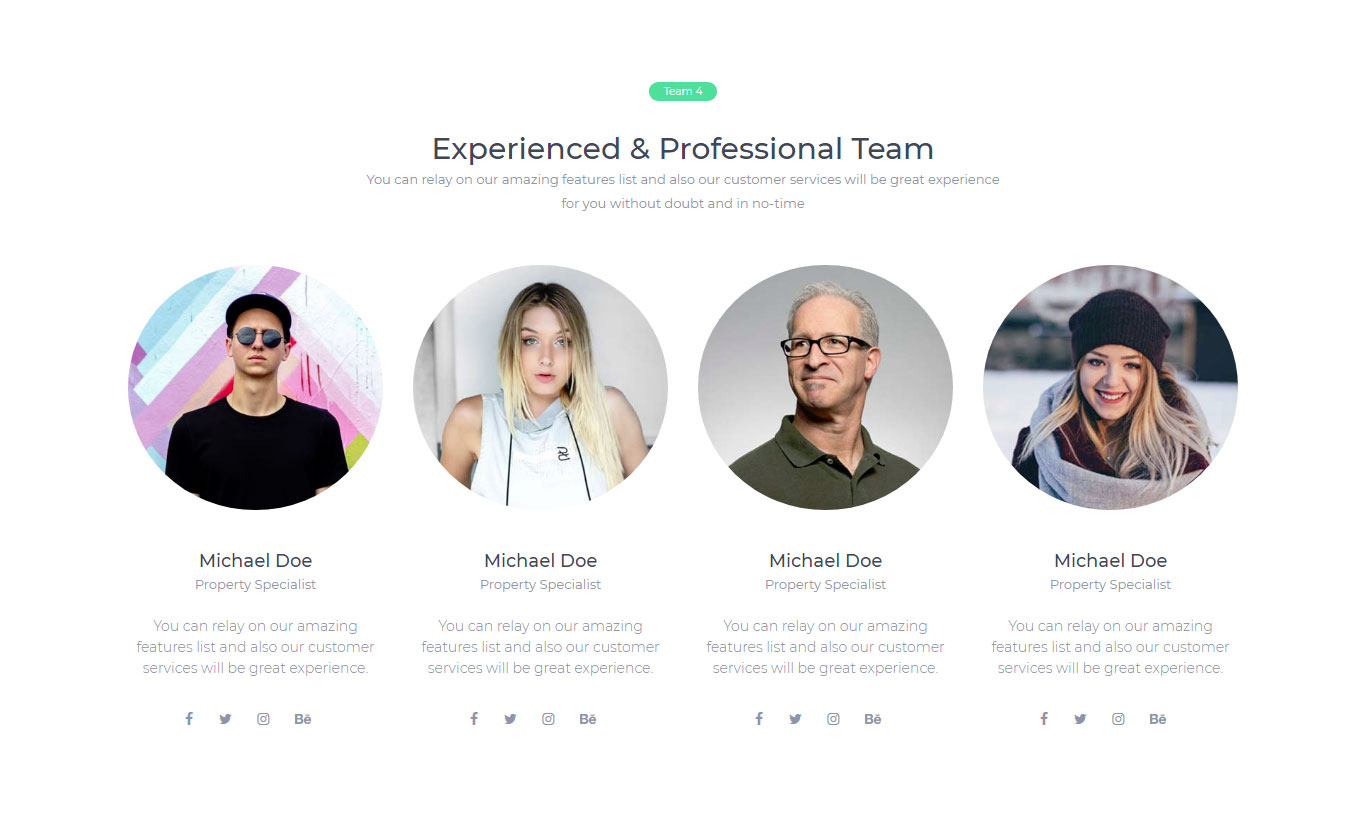 Team 4
Experienced & Professional Team
You can relay on our amazing features list and also our customer services will be great experience
for you without doubt and in no-time
Michael Doe
Property Specialist
You can relay on our amazing
features list and also our customer
services will be great experience.
Bē
Michael Doe
Property Specialist
You can relay on our amazing
features list and also our customer
services will be great experience.
Bē
Michael Doe
Property Specialist
You can relay on our amazing
features list and also our customer
services will be great experience.
Bē
Michael Doe
Property Specialist
You can relay on our amazing
features list and also our customer
services will be great experience.
Bē